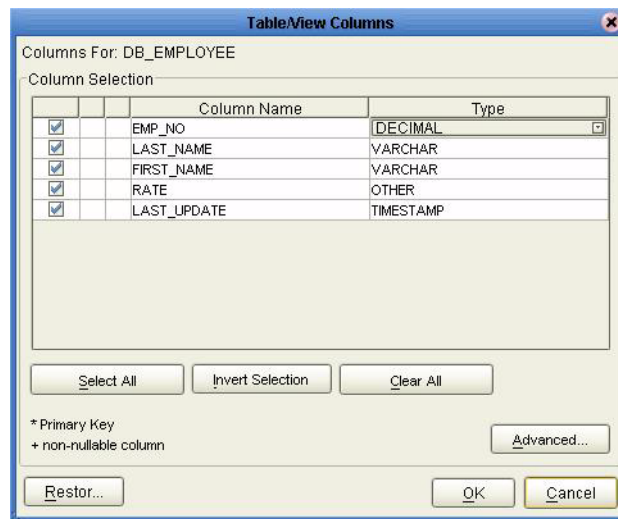 Table/View Columns
Columns For: DB_EMPLOYEE
Column Selection
Column Name Type
EMP_NO DECIMAL
LAST_NAME VARCHAR
FIRST_NAME VARCHAR
RATE OTHER
LAST_UPDATE TIMESTAMP
Select All Invert Selection Clear All
* Primary Key
+ non-nullable column
Advanced...
Restor... OK Cancel